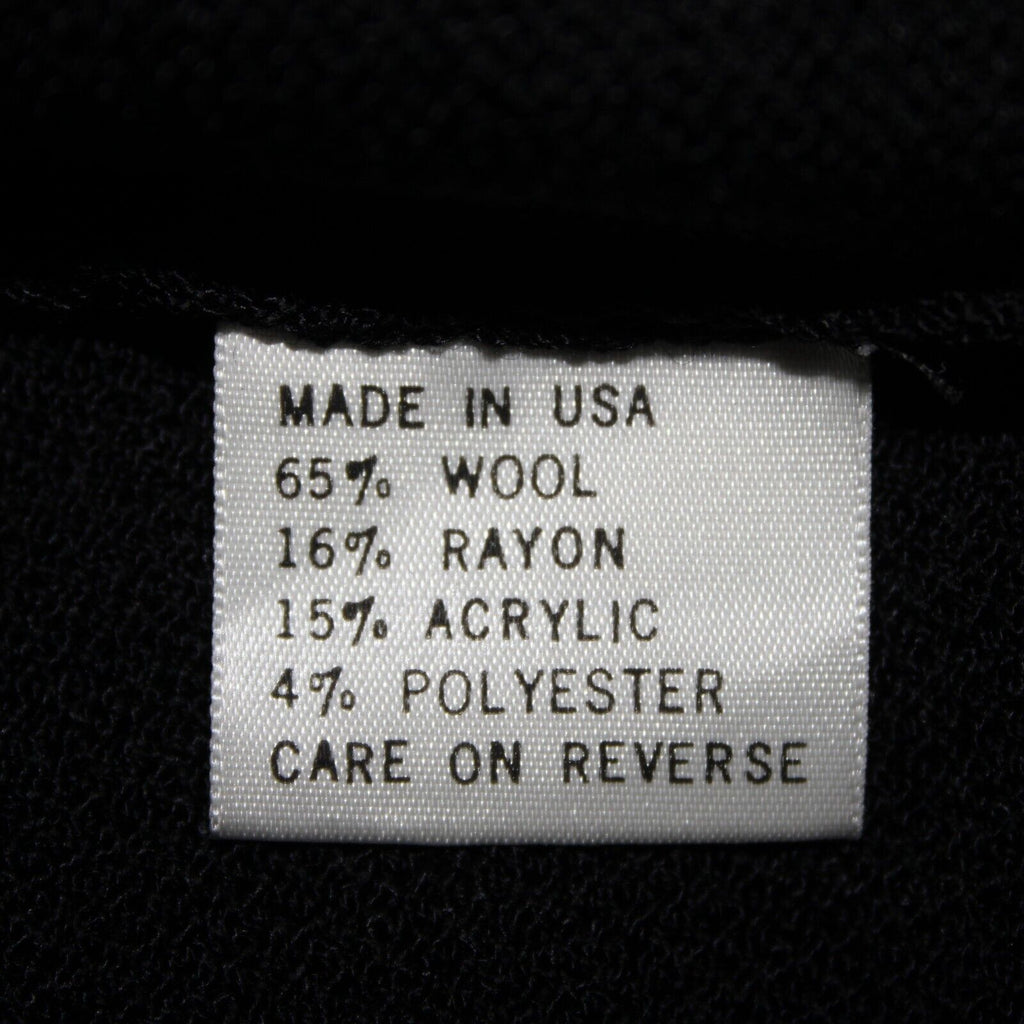 MADE IN USA
65% WOOL
16% RAYON
15% ACRYLIC
4% POLYESTER
CARE ON REVERSE